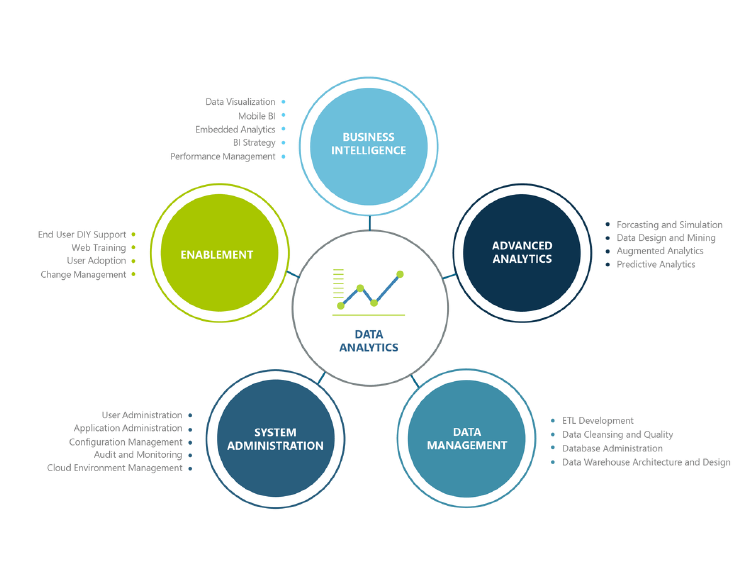 Data Visualization
Mobile BI
Embedded Analytics
BI Strategy
Performance Management
BUSINESS
INTELLIGENCE
End User DIY Support
Web Training
User Adoption
Change Management
ENABLEMENT
ADVANCED
ANALYTICS
Forcasting and Simulation
Data Design and Mining
Augmented Analytics
Predictive Analytics
DATA
ANALYTICS
User Administration
Application Administration
Configuration Management
Audit and Monitoring
Cloud Environment Management
SYSTEM
ADMINISTRATION
DATA
MANAGEMENT
ETL Development
Data Cleansing and Quality
Database Administration
Data Warehouse Architecture and Design